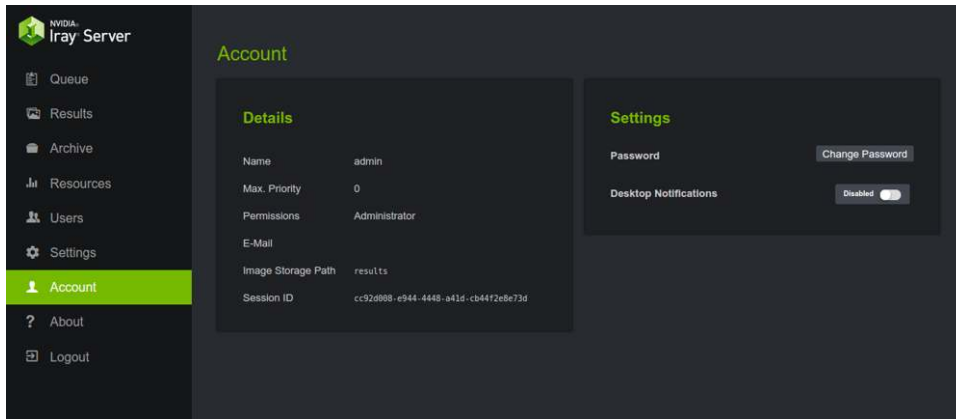 NVIDIA.
Iray Server
Queue
Results
Archive
Resources
Users
Settings
Account
? About
Logout
Account
Details
Name admin
Max. Priority 0
Permissions Administrator
E-Mail
Image Storage Path results
Session ID cc92d008-e944-4448-a41d-cb44f2e8e73d
Settings
Password Change Password
Desktop Notifications Disabled